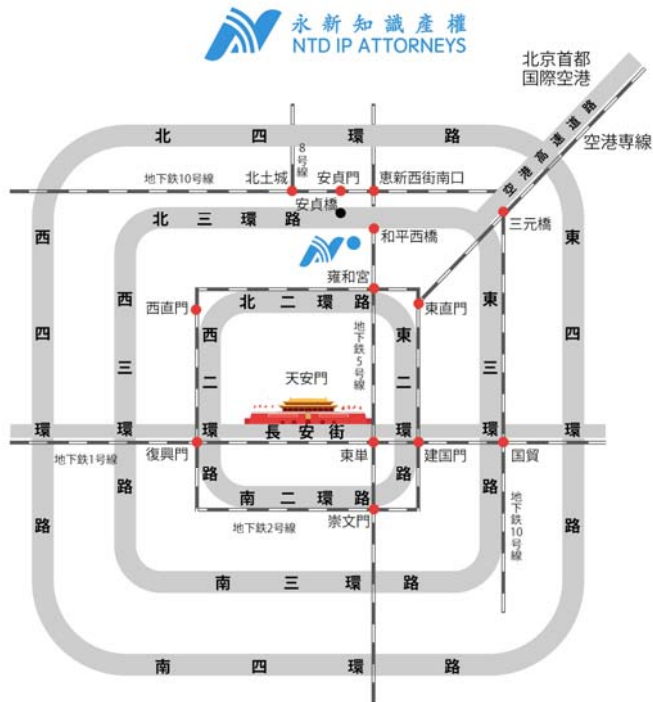 永新知識產權
NTD IP ATTORNEYS
北京首都
国際空港
空港高速道路
空港専線
北四環路
8号線
地下鉄10号線
北土城
安貞門
恵新西街南口
安貞橋
北三環路
三元橋
和平西橋
西四環路
東四環路
雍和宮
西三環路
東三環路
西直門
北二環路
東直門
西二環路
東二環路
地下鉄5号線
天安門
長安街
地下鉄1号線
復興門
東単
建国門
国貿
南二環路
地下鉄2号線
崇文門
地下鉄10号線
南三環路
南四環路